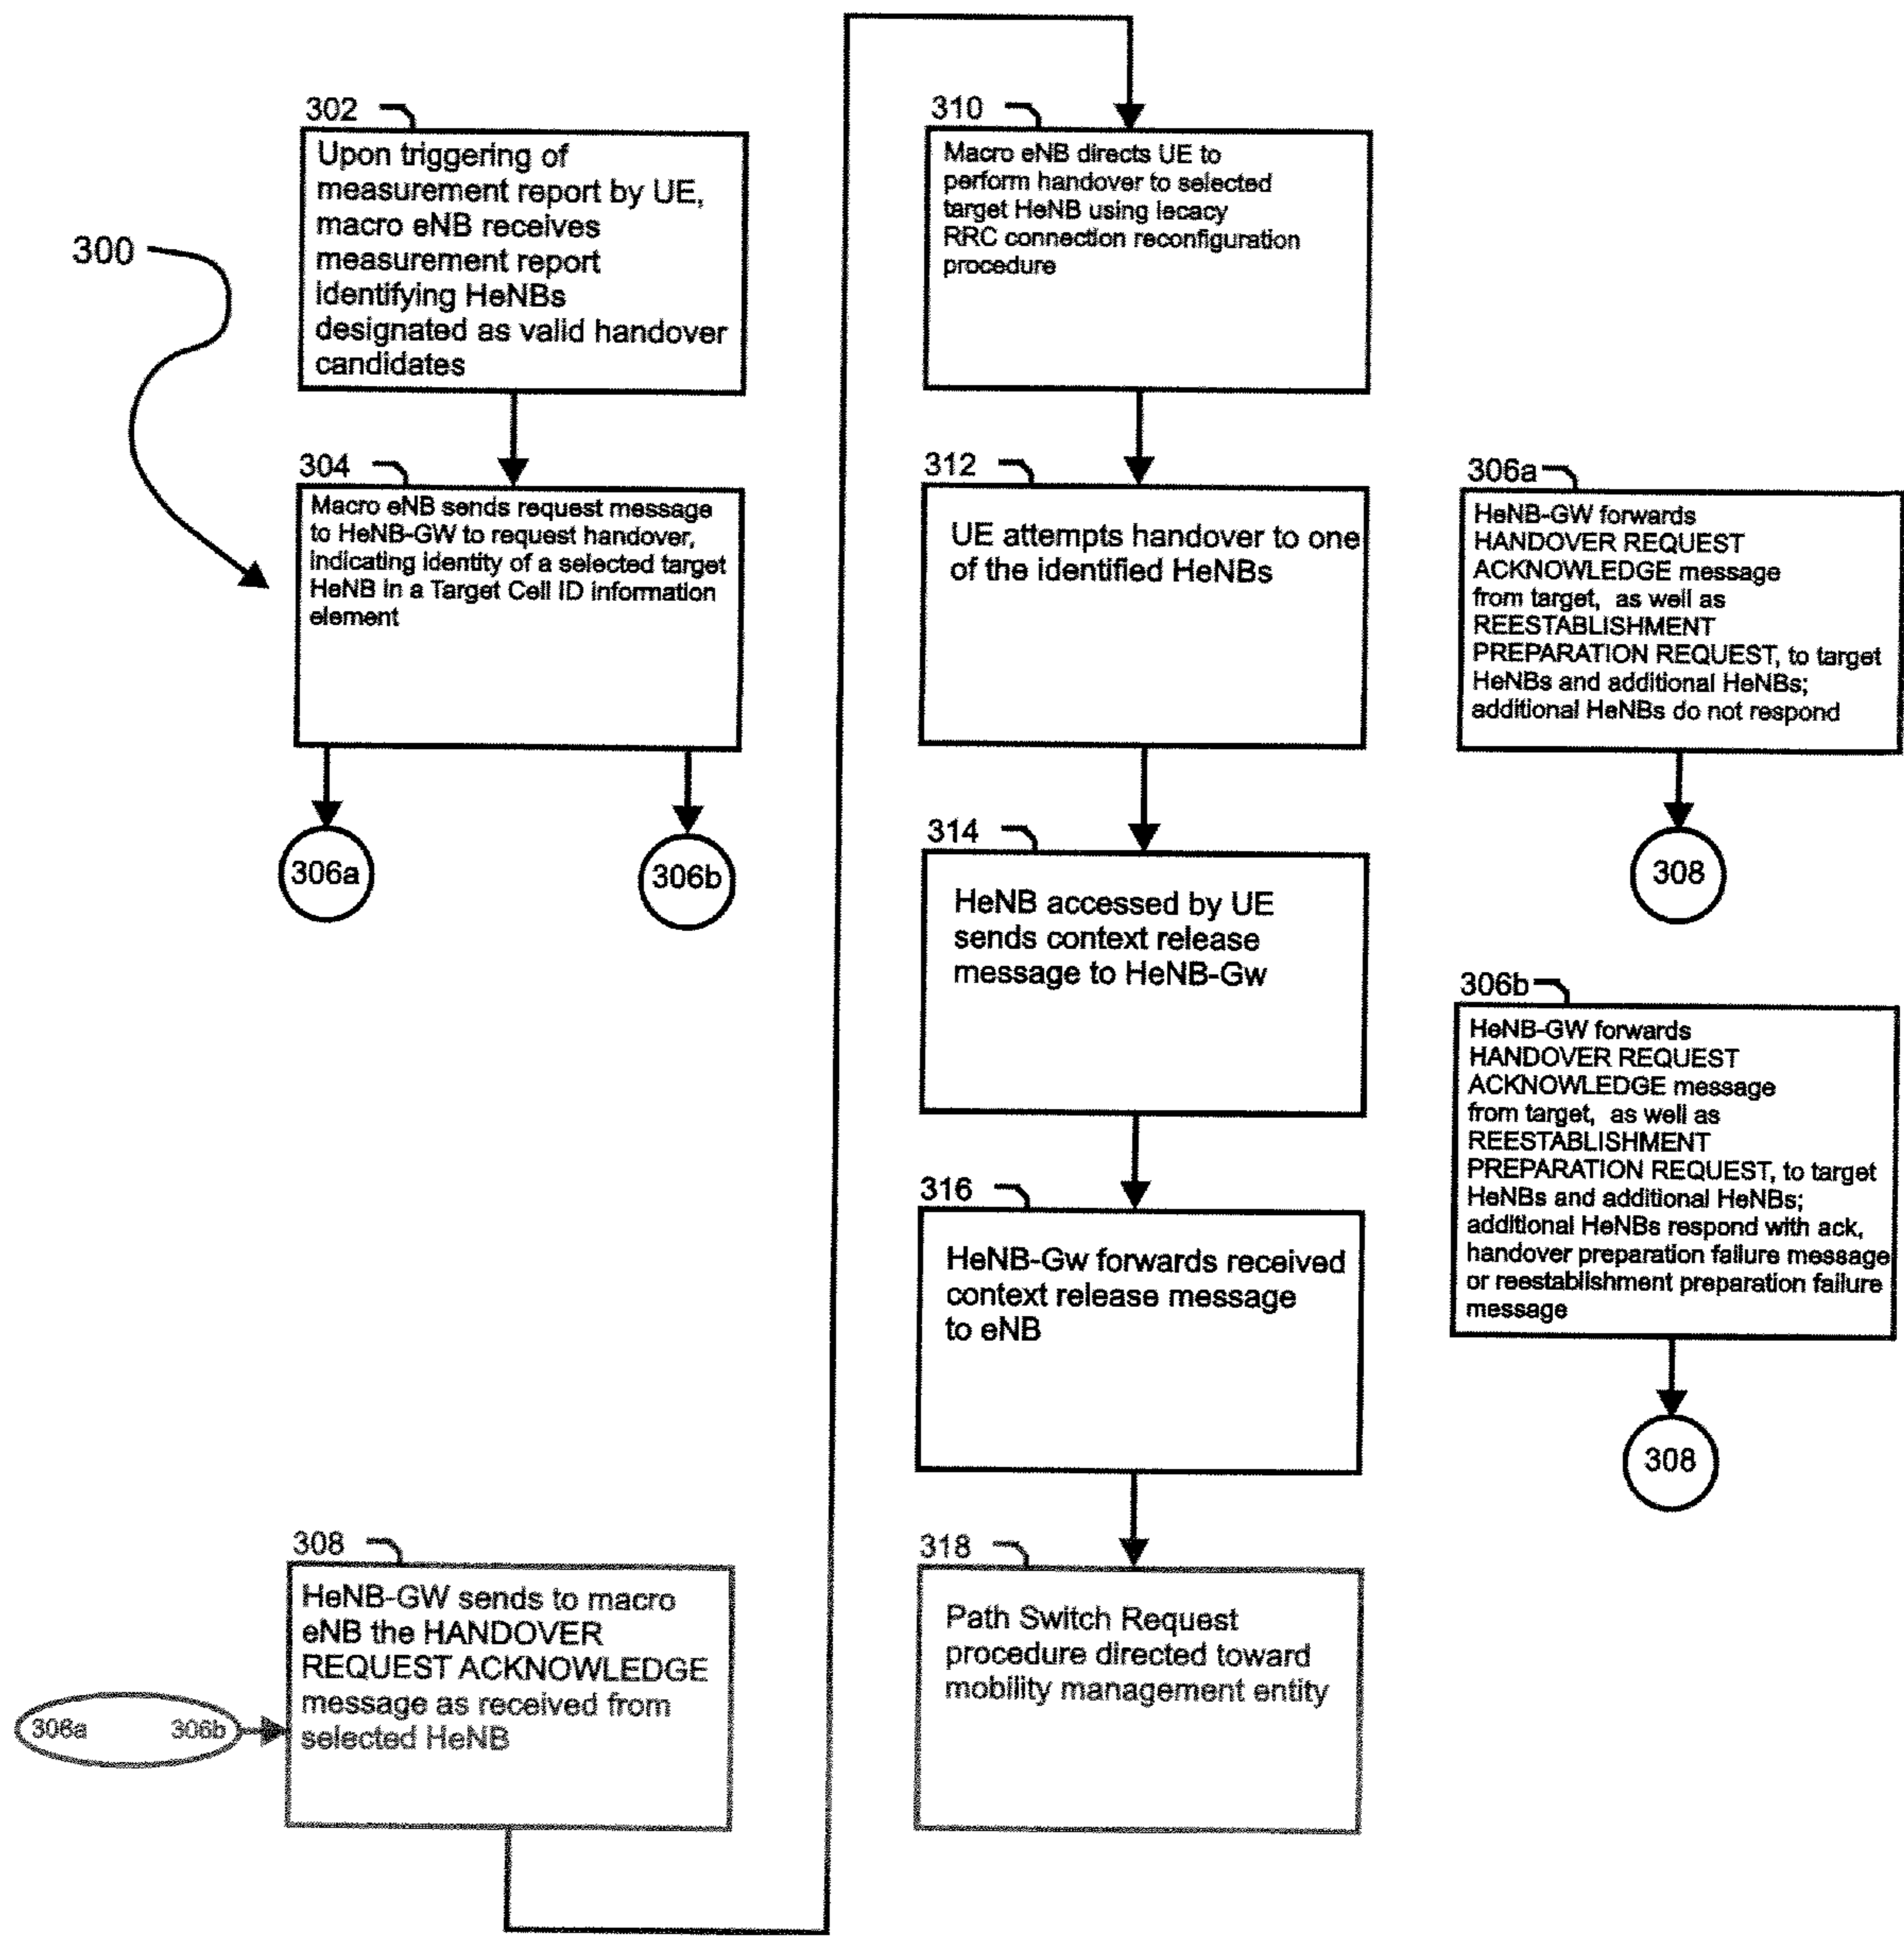 300
302
Upon triggering of
measurement report by UE,
macro eNB receives
measurement report
identifying HeNBs
designated as valid handover
candidates
304
Macro eNB sends request message
to HeNB-GW to request handover,
indicating identity of a selected target
HeNB in a Target Cell ID information
element
306a
306b
308
HeNB-GW sends to macro
eNB the HANDOVER
REQUEST ACKNOWLEDGE
message as received from
selected HeNB
306a 306b
310
Macro eNB directs UE to
perform handover to selected
target HeNB using lecacy
RRC connection reconfiguration
procedure
312
UE attempts handover to one
of the identified HeNBs
314
HeNB accessed by UE
sends context release
message to HeNB-Gw
316
HeNB-Gw forwards received
context release message
to eNB
318
Path Switch Request
procedure directed toward
mobility management entity
306a
HeNB-GW forwards
HANDOVER REQUEST
ACKNOWLEDGE message
from target, as well as
REESTABLISHMENT
PREPARATION REQUEST, to target
HeNBs and additional HeNBs;
additional HeNBs do not respond
308
306b
HeNB-GW forwards
HANDOVER REQUEST
ACKNOWLEDGE message
from target, as well as
REESTABLISHMENT
PREPARATION REQUEST, to target
HeNBs and additional HeNBs;
additional HeNBs respond with ack,
handover preparation failure message
or reestablishment preparation failure
message
308